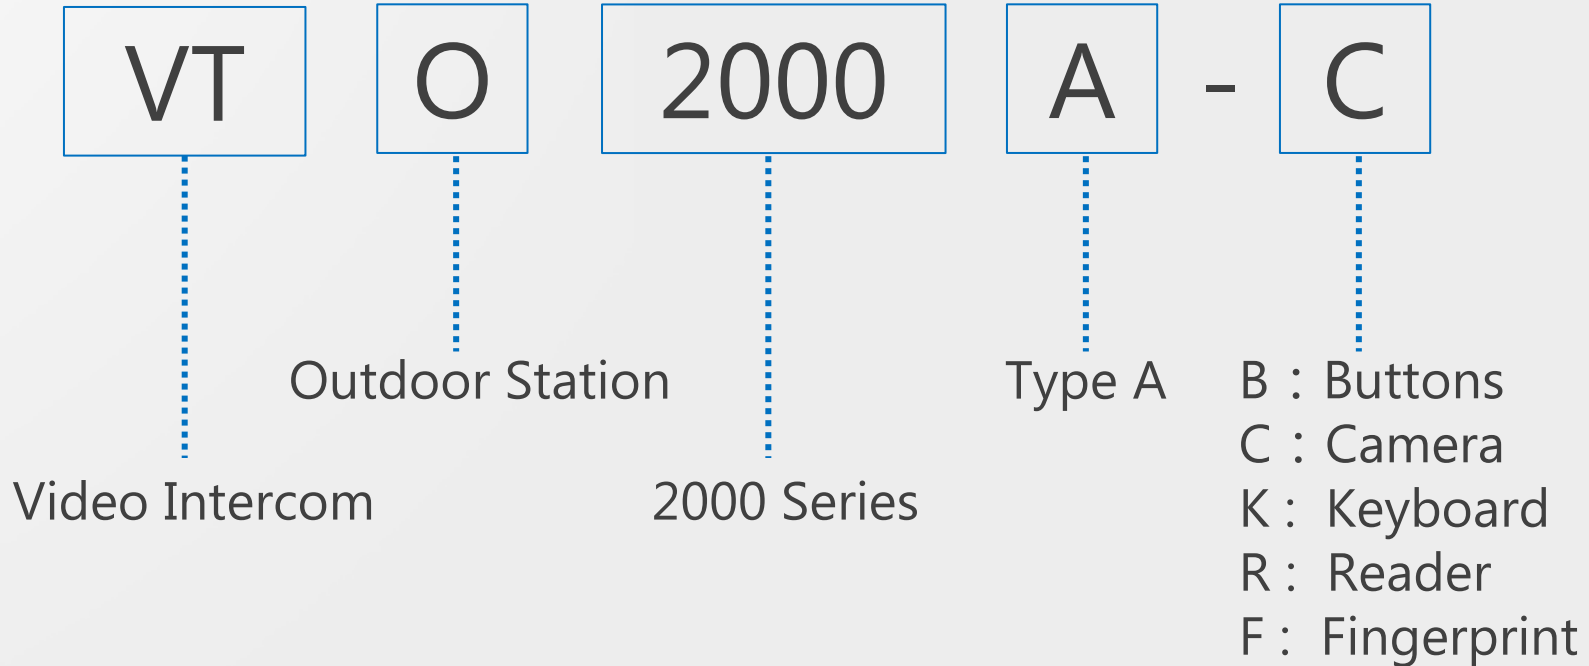 VT O 2000 A - C
Outdoor Station
Type A
Video Intercom
2000 Series
B : Buttons
C : Camera
K : Keyboard
R : Reader
F : Fingerprint